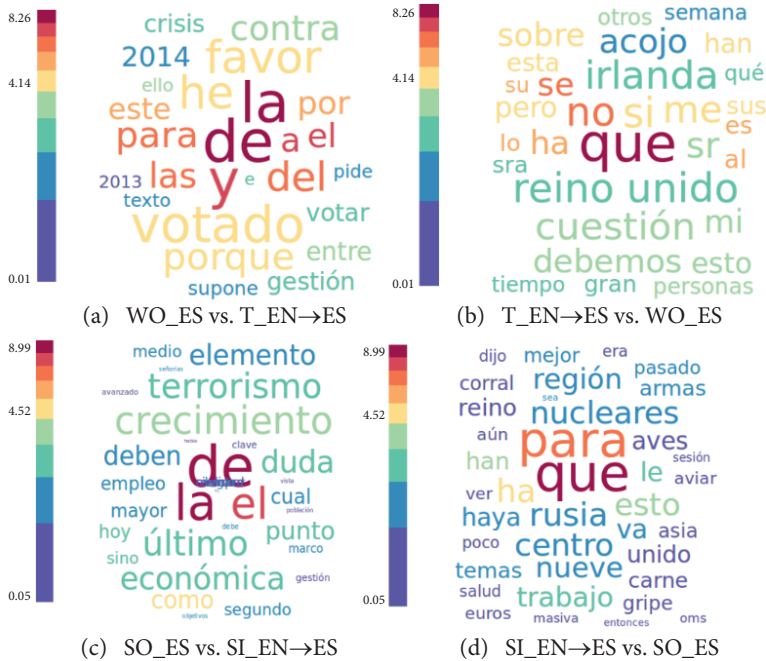 8.26
4.14
0.01
crisis
contra
2014
favor
ello
he
la
este
por
para
de
a
el
2013
las
y
e
del
pide
texto
votado
votar
porque
entre
supone
gestión
(a) WO_ES vs. T_EN→ES
8.26
4.14
0.01
otros
semana
sobre
acojo
han
esta
irlanda
qué
su
se
pero
no
si
me
sus
lo
ha
que
es
sra
sr
al
reino unido
cuestión
mi
debemos
esto
tiempo
gran
personas
(b) T_EN→ES vs. WO_ES
8.99
4.52
0.05
medio
elemento
señorías
avanzado
terrorismo
crecimiento
clave
deben
de
duda
empleo
vista
mayor
la
el
cual
población
hoy
debe
punto
sino
último
marco
económica
gestión
como
segundo
objetivos
(c) SO_ES vs. SI_EN→ES
8.99
4.52
0.05
dijo
mejor
era
corral
región
pasado
armas
reino
sea
nucleares
aún
para
aves
han
que
le
sesión
aviar
ver
ha
esto
haya
rusia
va
asia
poco
centro
unido
temas
nueve
carne
salud
trabajo
gripe
euros
masiva
entonces
oms
(d) SI_EN→ES vs. SO_ES